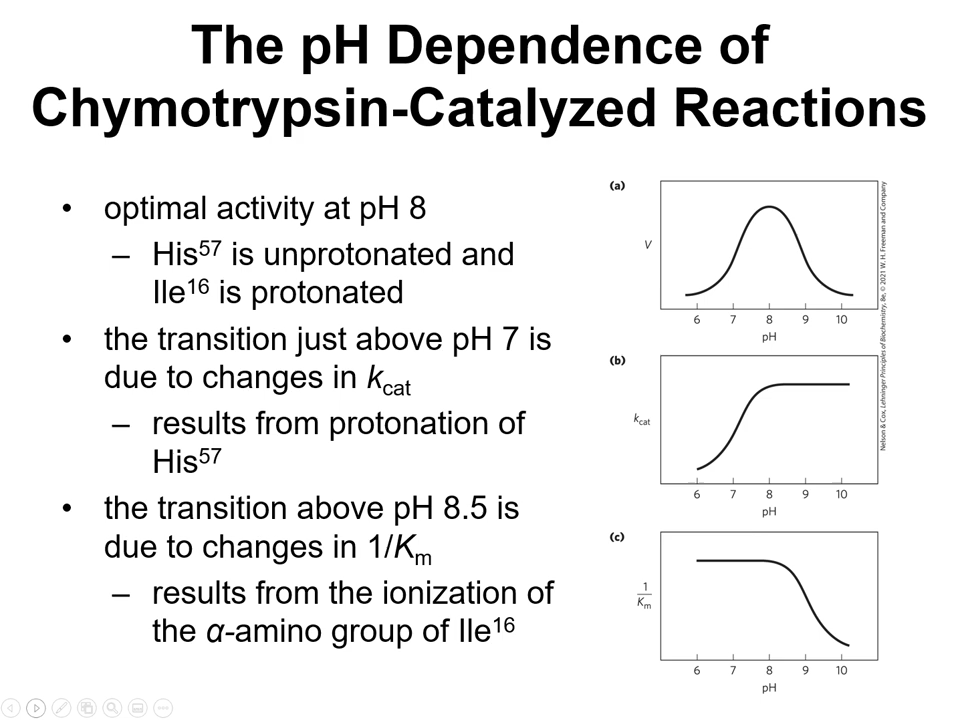 The pH Dependence of
Chymotrypsin-Catalyzed Reactions
• optimal activity at pH 8
– His57 is unprotonated and
Ile16 is protonated
• the transition just above pH 7 is
due to changes in kcat
– results from protonation of
His57
• the transition above pH 8.5 is
due to changes in 1/Km
– results from the ionization of
the α-amino group of Ile16
(a)
V
6 7 8 9 10
pH
(b)
kcat
6 7 8 9 10
pH
(c)
1
Km
6 7 8 9 10
pH
Nelson & Cox, Lehninger Principles of Biochemistry, 8e, © 2021 W. H. Freeman and Company